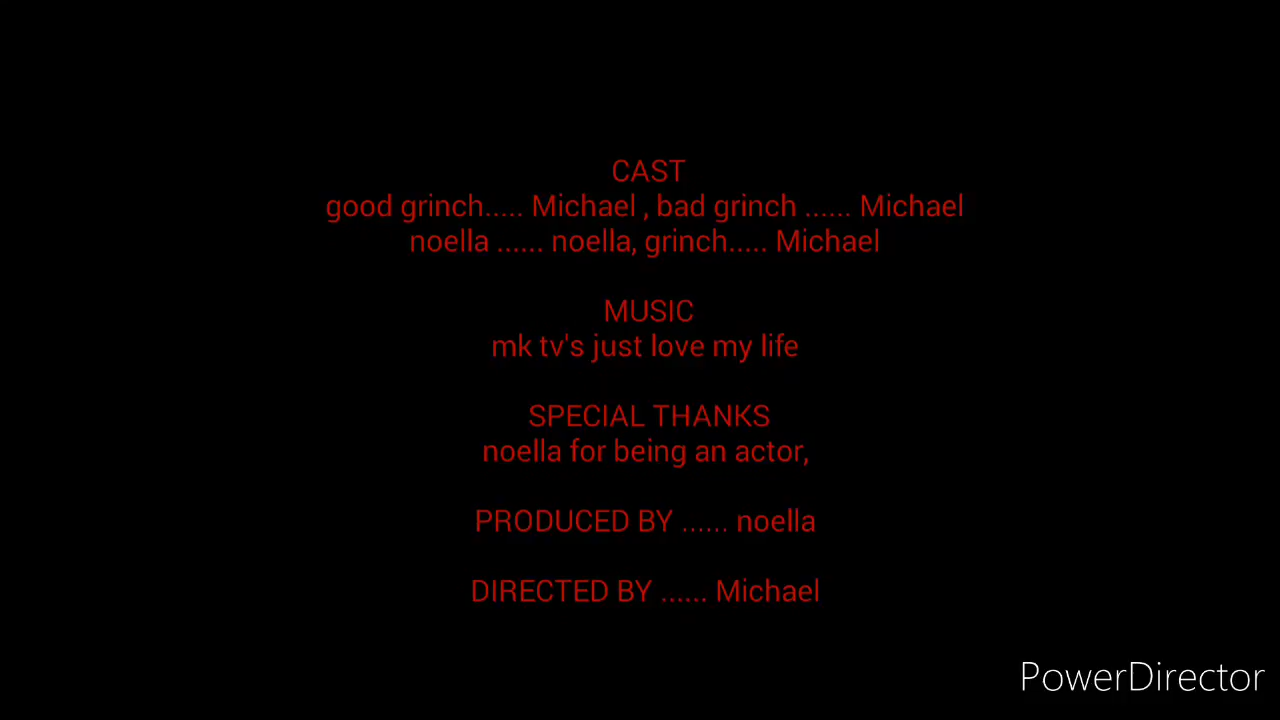 CAST
good grinch..... Michael , bad grinch ...... Michael
noella ...... noella, grinch..... Michael
MUSIC
mk tv's just love my life
SPECIAL THANKS
noella for being an actor,
PRODUCED BY ...... noella
DIRECTED BY ...... Michael
PowerDirector